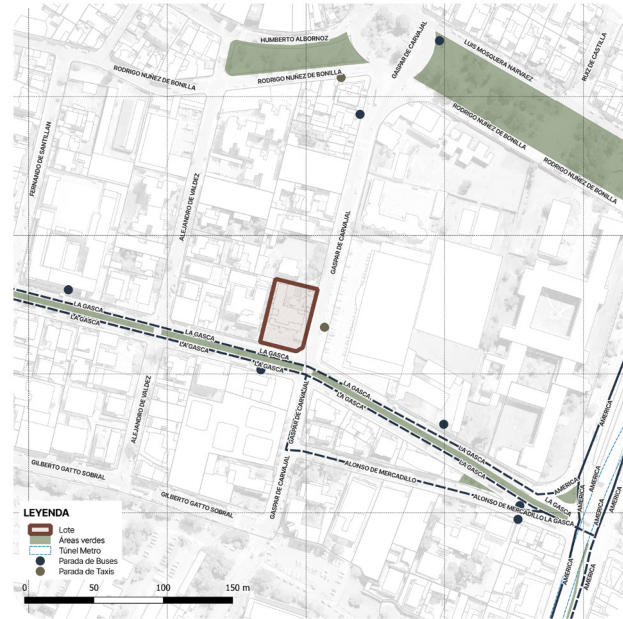 HUMBERTO ALBORNOZ
GASPAR DE CARVAJAL
LUIS MOSQUERA NARVAEZ
RUIZ DE CASTILLA
RODRIGO NUÑEZ DE BONILLA
RODRIGO NUÑEZ DE BONILLA
RODRIGO NUÑEZ DE BONILLA
RODRIGO NUÑEZ DE BONILLA
FERNANDO DE SANTILLAN
ALEJANDRO DE VALDEZ
GASPAR DE CARVAJAL
LA GASCA
LA GASCA
LA GASCA
LA GASCA
LA GASCA
LA GASCA
LA GASCA
LA GASCA
ALEJANDRO DE VALDEZ
GASPAR DE CARVAJAL
AMERICA
LA GASCA
LA GASCA
ALONSO DE MERCADILLO
GILBERTO GATTO SOBRAL
GILBERTO GATTO SOBRAL
GASPAR DE CARVAJAL
AMERICA
AMERICA
AMERICA
LA GASCA
ALONSO DE MERCADILLO
LA GASCA
AMERICA
AMERICA
AMERICA
LEYENDA
Lote
Áreas verdes
Túnel Metro
Parada de Buses
Parada de Taxis
0 50 100 150 m